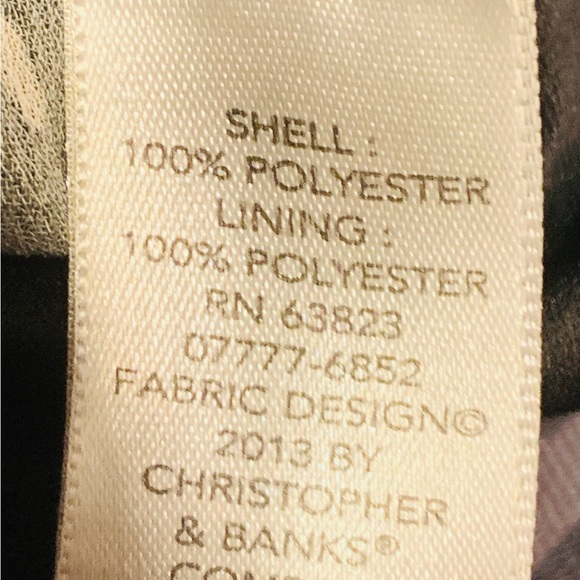 SHELL :
100% POLYESTER
LINING :
100% POLYESTER
RN 63823
07777-6852
FABRIC DESIGN©
2013 BY
CHRISTOPHER
& BANKS®